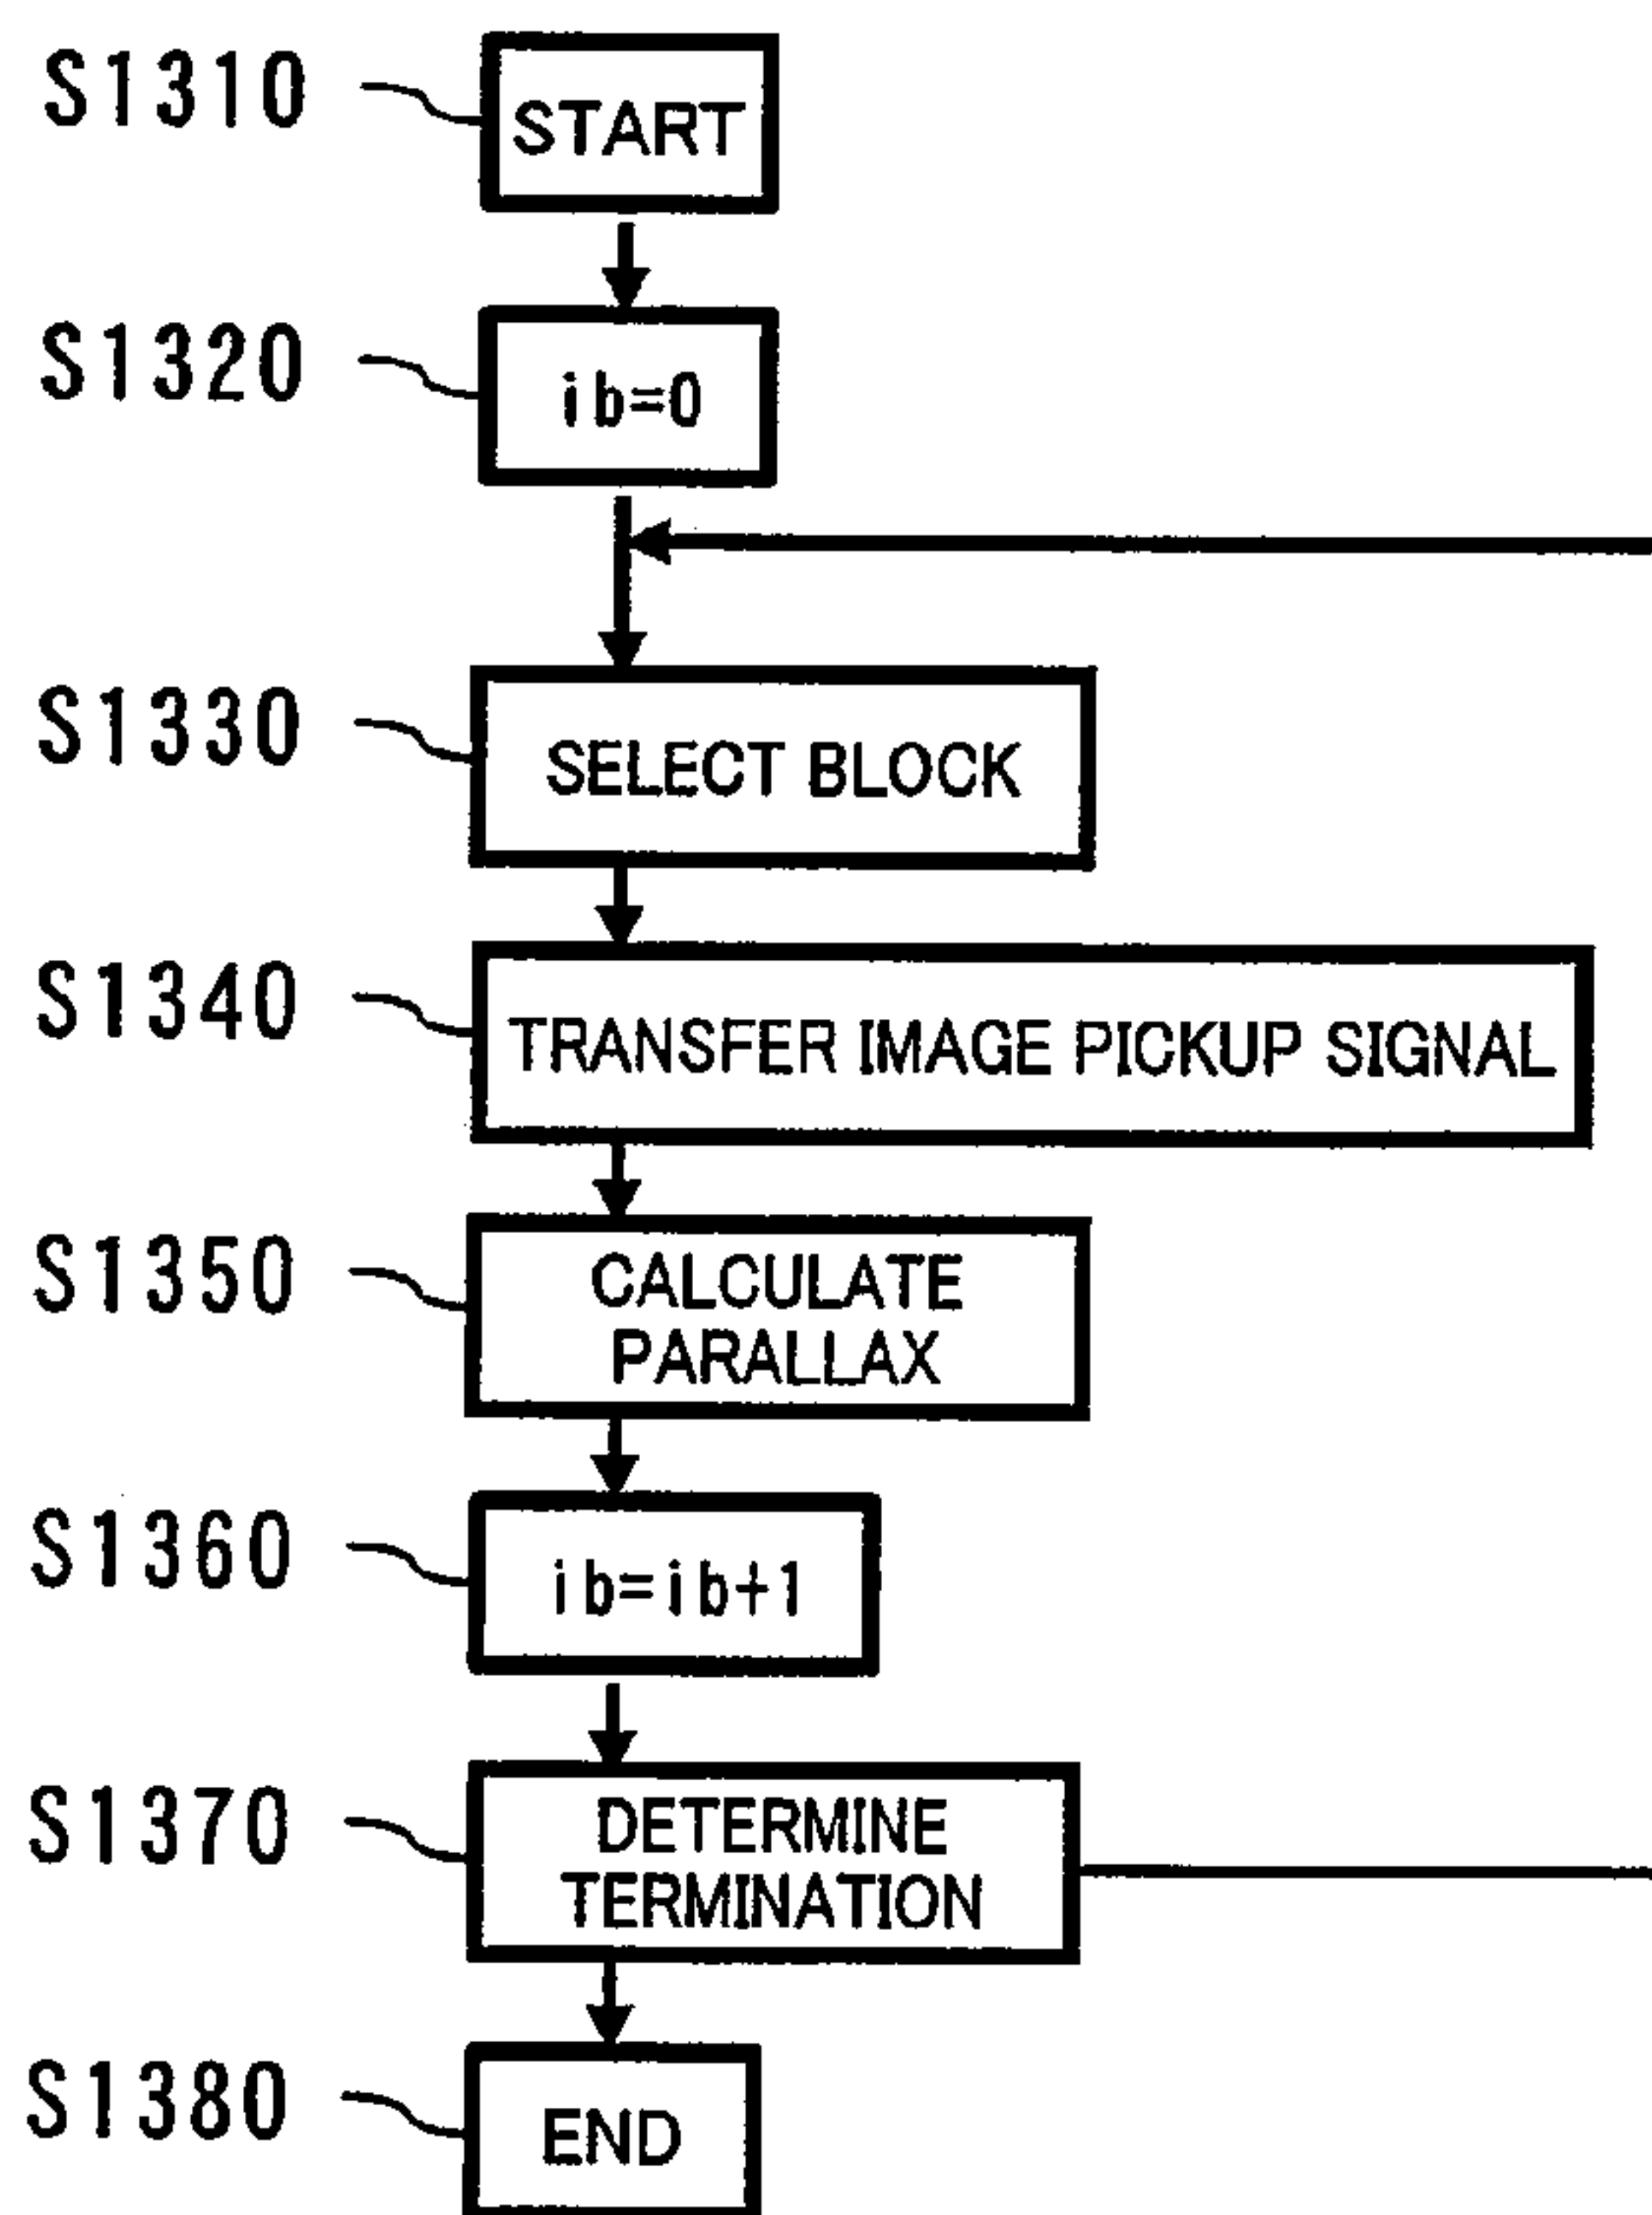 S1310
START
S1320
ib=0
S1330
SELECT BLOCK
S1340
TRANSFER IMAGE PICKUP SIGNAL
S1350
CALCULATE
PARALLAX
S1360
ib=ib+1
S1370
DETERMINE
TERMINATION
S1380
END